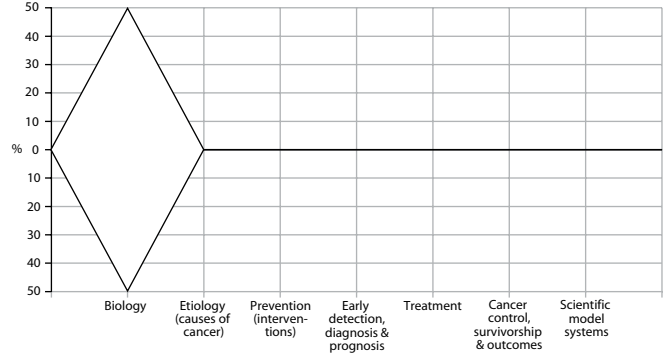 50
40
30
20
10
% 0
10
20
30
40
50
Biology
Etiology
(causes of
cancer)
Prevention
(interven-
tions)
Early
detection,
diagnosis &
prognosis
Treatment
Cancer
control,
survivorship
& outcomes
Scientific
model
systems